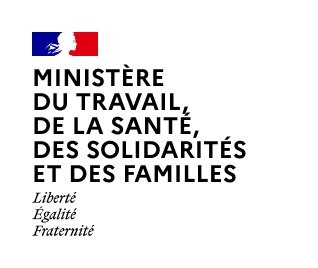 MINISTÈRE
DU TRAVAIL,
DE LA SANTÉ,
DES SOLIDARITÉS
ET DES FAMILLES
Liberté
Égalité
Fraternité